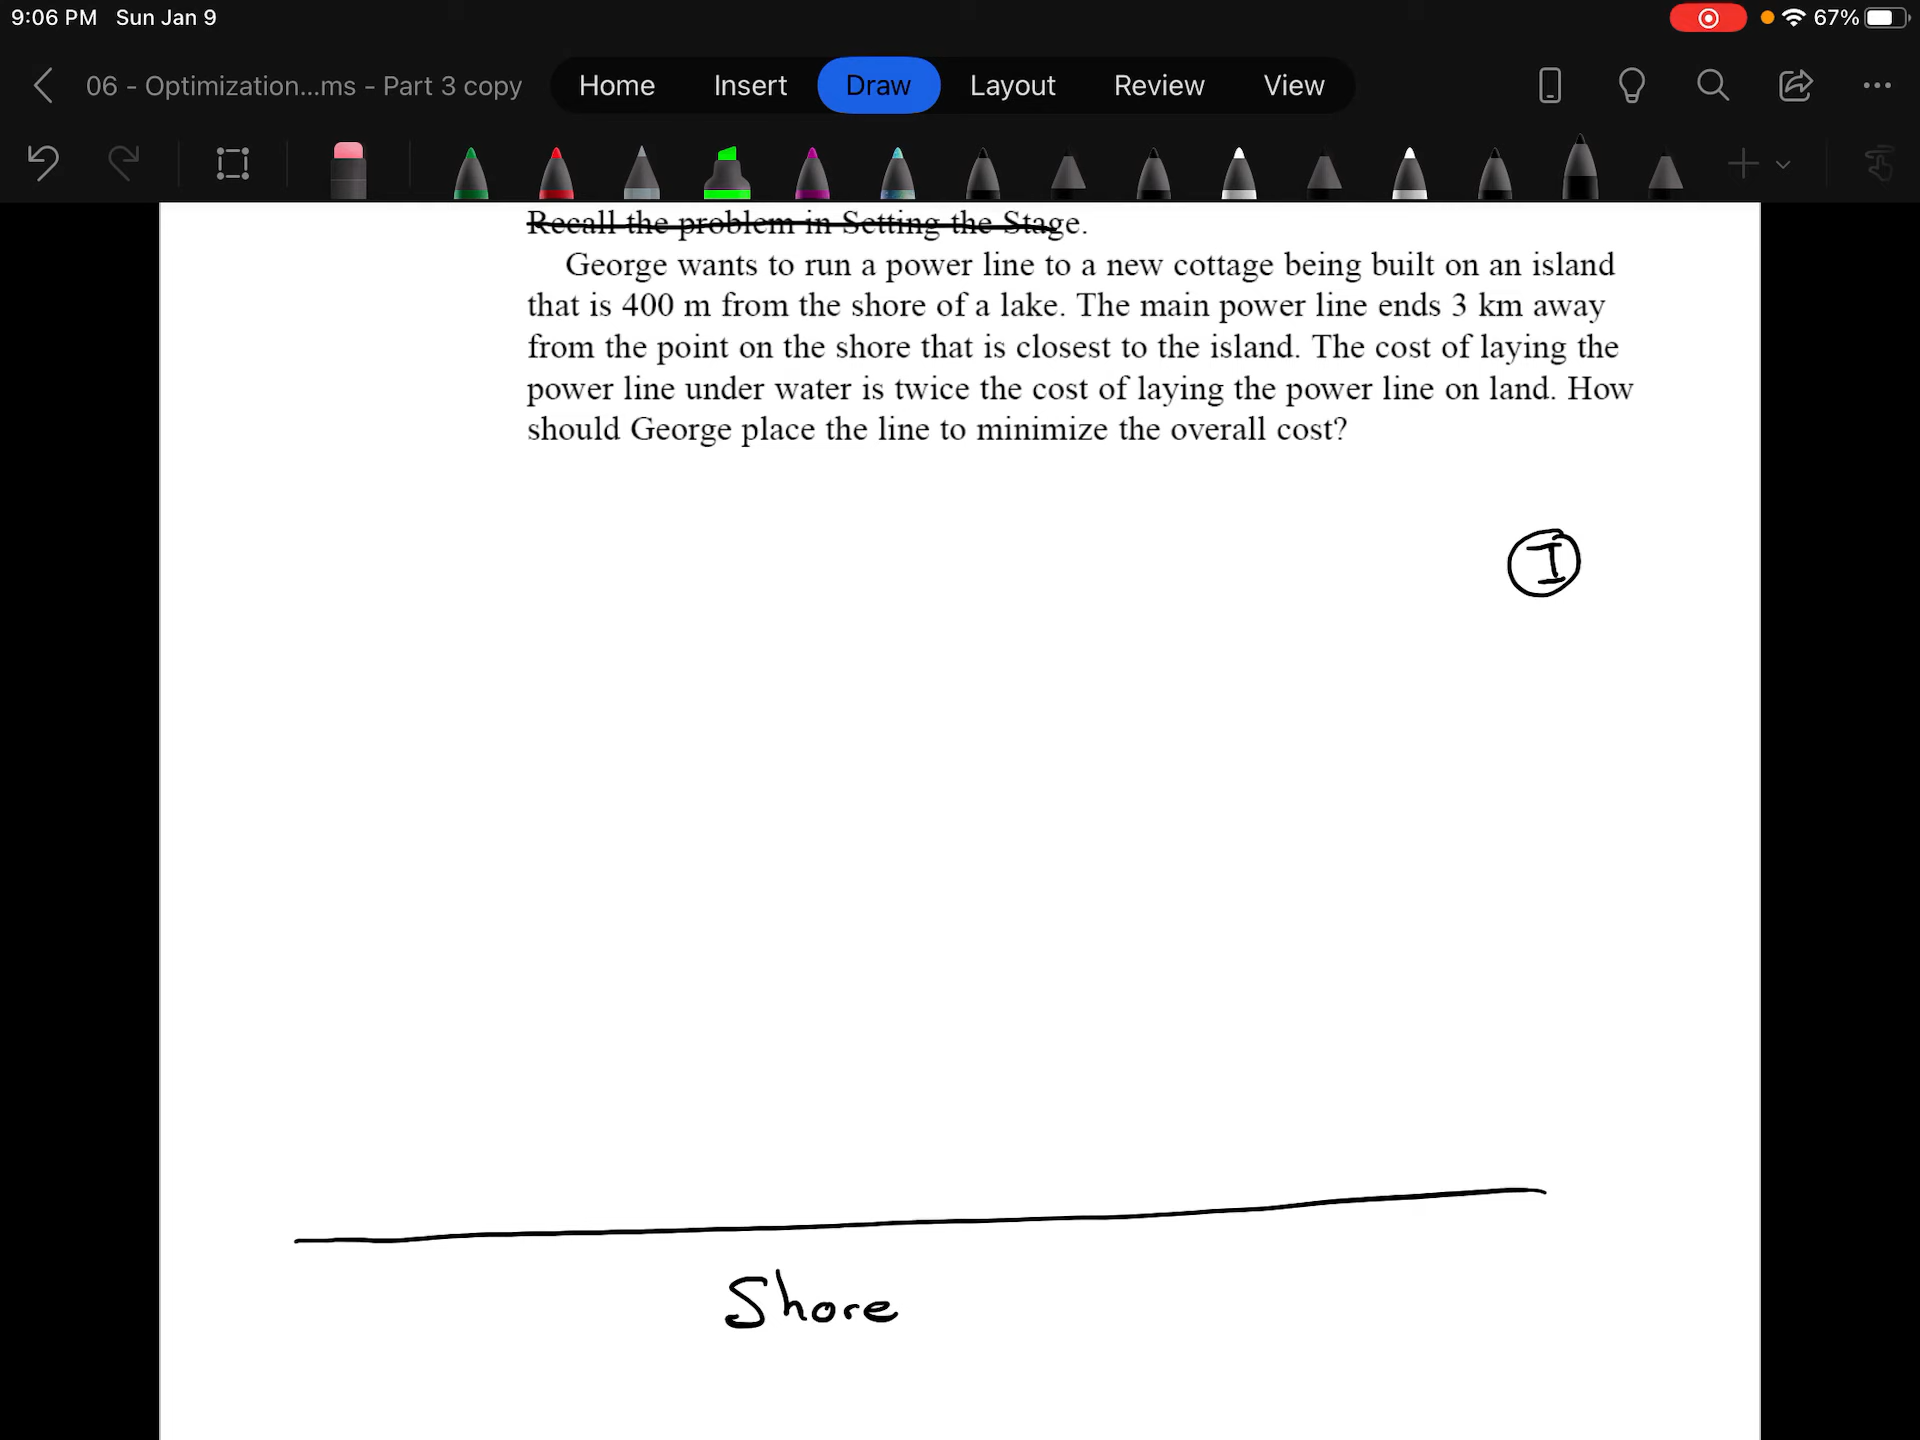 9:06 PM Sun Jan 9 67%
06 - Optimization...ms - Part 3 copy Home Insert Draw Layout Review View
Recall the problem in Setting the Stage.
George wants to run a power line to a new cottage being built on an island
that is 400 m from the shore of a lake. The main power line ends 3 km away
from the point on the shore that is closest to the island. The cost of laying the
power line under water is twice the cost of laying the power line on land. How
should George place the line to minimize the overall cost?
I
Shore